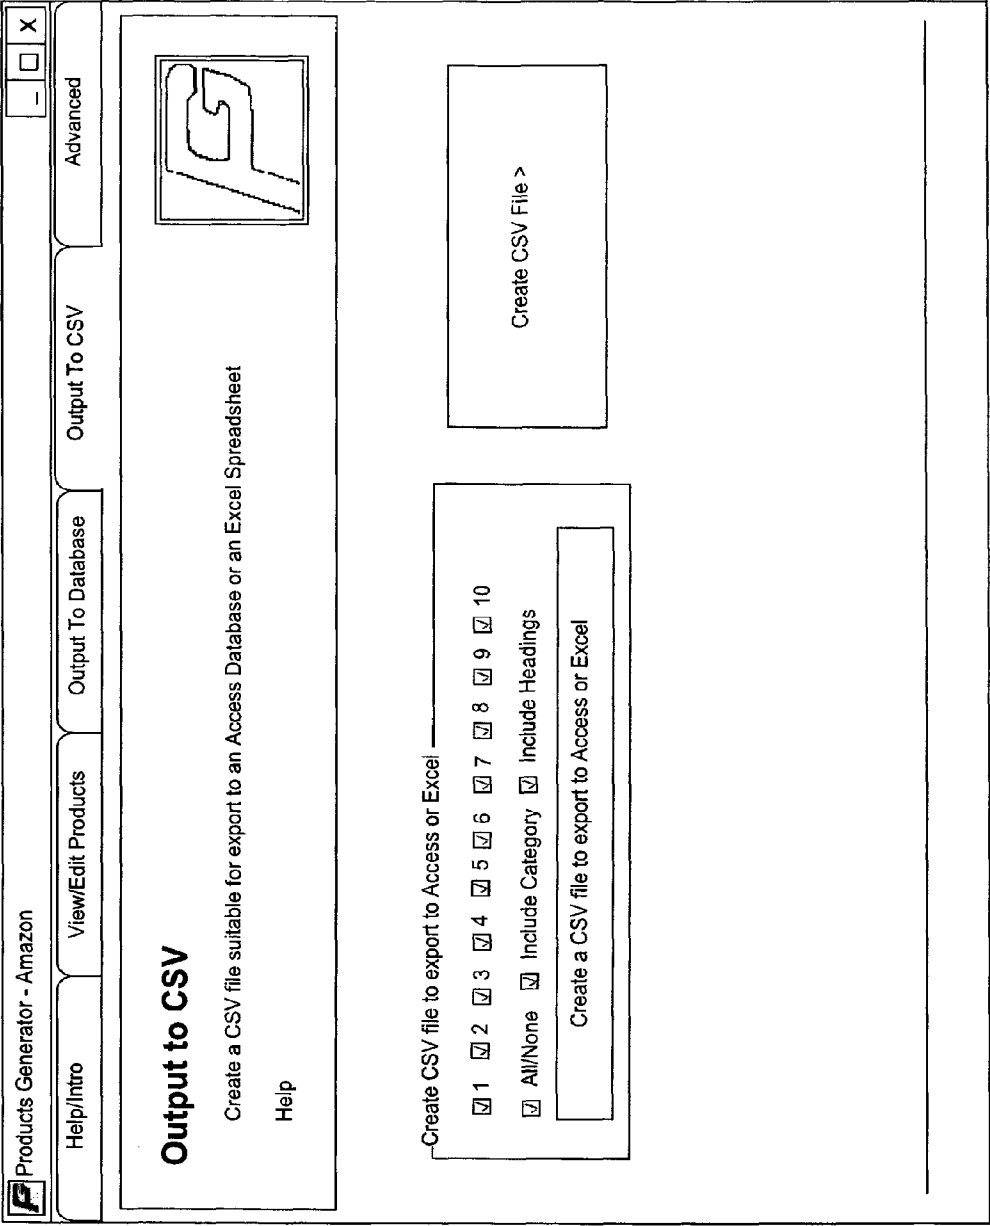 Products Generator - Amazon
_ □ X
Help/Intro View/Edit Products Output To Database Output To CSV Advanced
Output to CSV
Create a CSV file suitable for export to an Access Database or an Excel Spreadsheet
Help
Create CSV file to export to Access or Excel
☑ 1 ☑ 2 ☑ 3 ☑ 4 ☑ 5 ☑ 6 ☑ 7 ☑ 8 ☑ 9 ☑ 10
☑ All/None ☑ Include Category ☑ Include Headings
Create a CSV file to export to Access or Excel
Create CSV File >